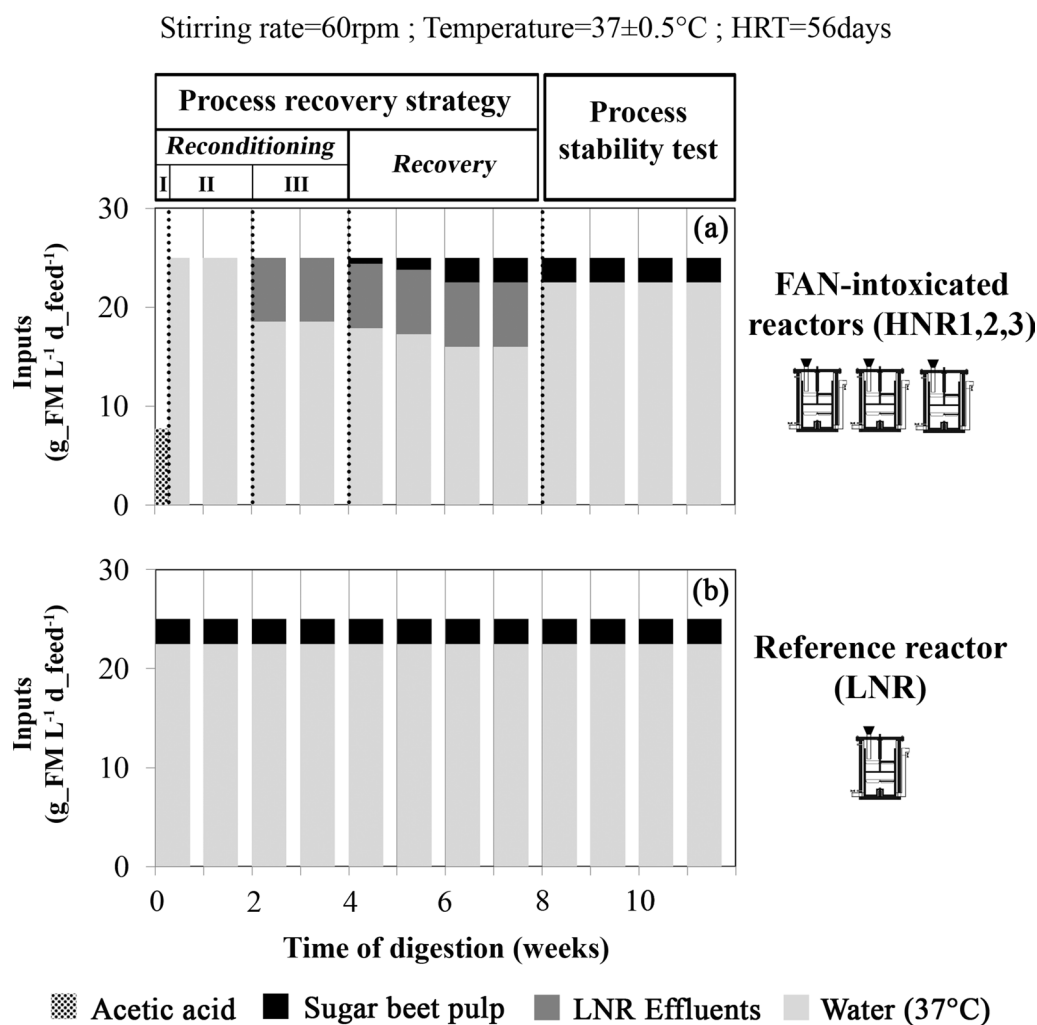 Stirring rate=60rpm ; Temperature=37±0.5°C ; HRT=56days
Process recovery strategy
Process
stability test
Reconditioning
Recovery
I
II
III
30
20
10
0
(a)
Inputs
(g_FM L⁻¹ d_feed⁻¹)
FAN-intoxicated
reactors (HNR1,2,3)
30
20
10
0
(b)
Inputs
(g_FM L⁻¹ d_feed⁻¹)
Reference reactor
(LNR)
0 2 4 6 8 10
Time of digestion (weeks)
Acetic acid Sugar beet pulp LNR Effluents Water (37°C)